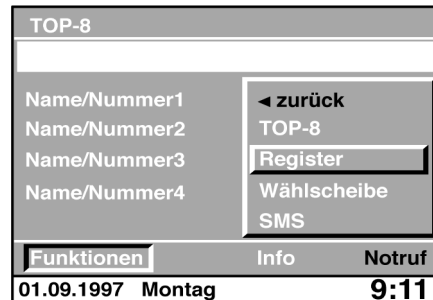 TOP-8
Name/Nummer1
Name/Nummer2
Name/Nummer3
Name/Nummer4
◄ zurück
TOP-8
Register
Wählscheibe
SMS
Funktionen Info Notruf
01.09.1997 Montag 9:11